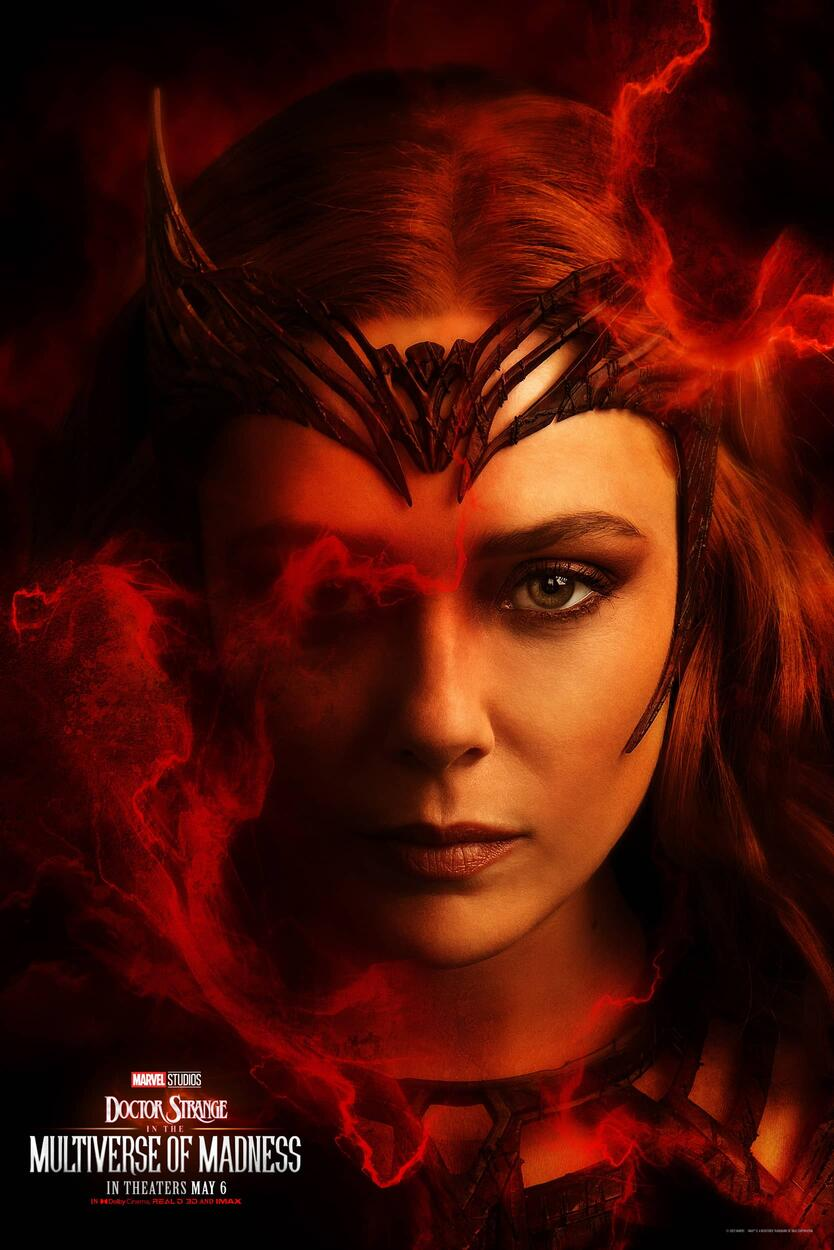 MARVEL STUDIOS
DOCTOR STRANGE
IN THE
MULTIVERSE OF MADNESS
IN THEATERS MAY 6
IN Dolby Cinema, REAL D 3D AND IMAX